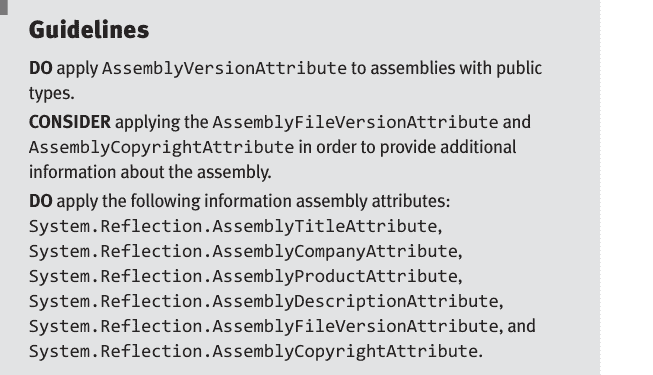 Guidelines
DO apply AssemblyVersionAttribute to assemblies with public
types.
CONSIDER applying the AssemblyFileVersionAttribute and
AssemblyCopyrightAttribute in order to provide additional
information about the assembly.
DO apply the following information assembly attributes:
System.Reflection.AssemblyTitleAttribute,
System.Reflection.AssemblyCompanyAttribute,
System.Reflection.AssemblyProductAttribute,
System.Reflection.AssemblyDescriptionAttribute,
System.Reflection.AssemblyFileVersionAttribute, and
System.Reflection.AssemblyCopyrightAttribute.